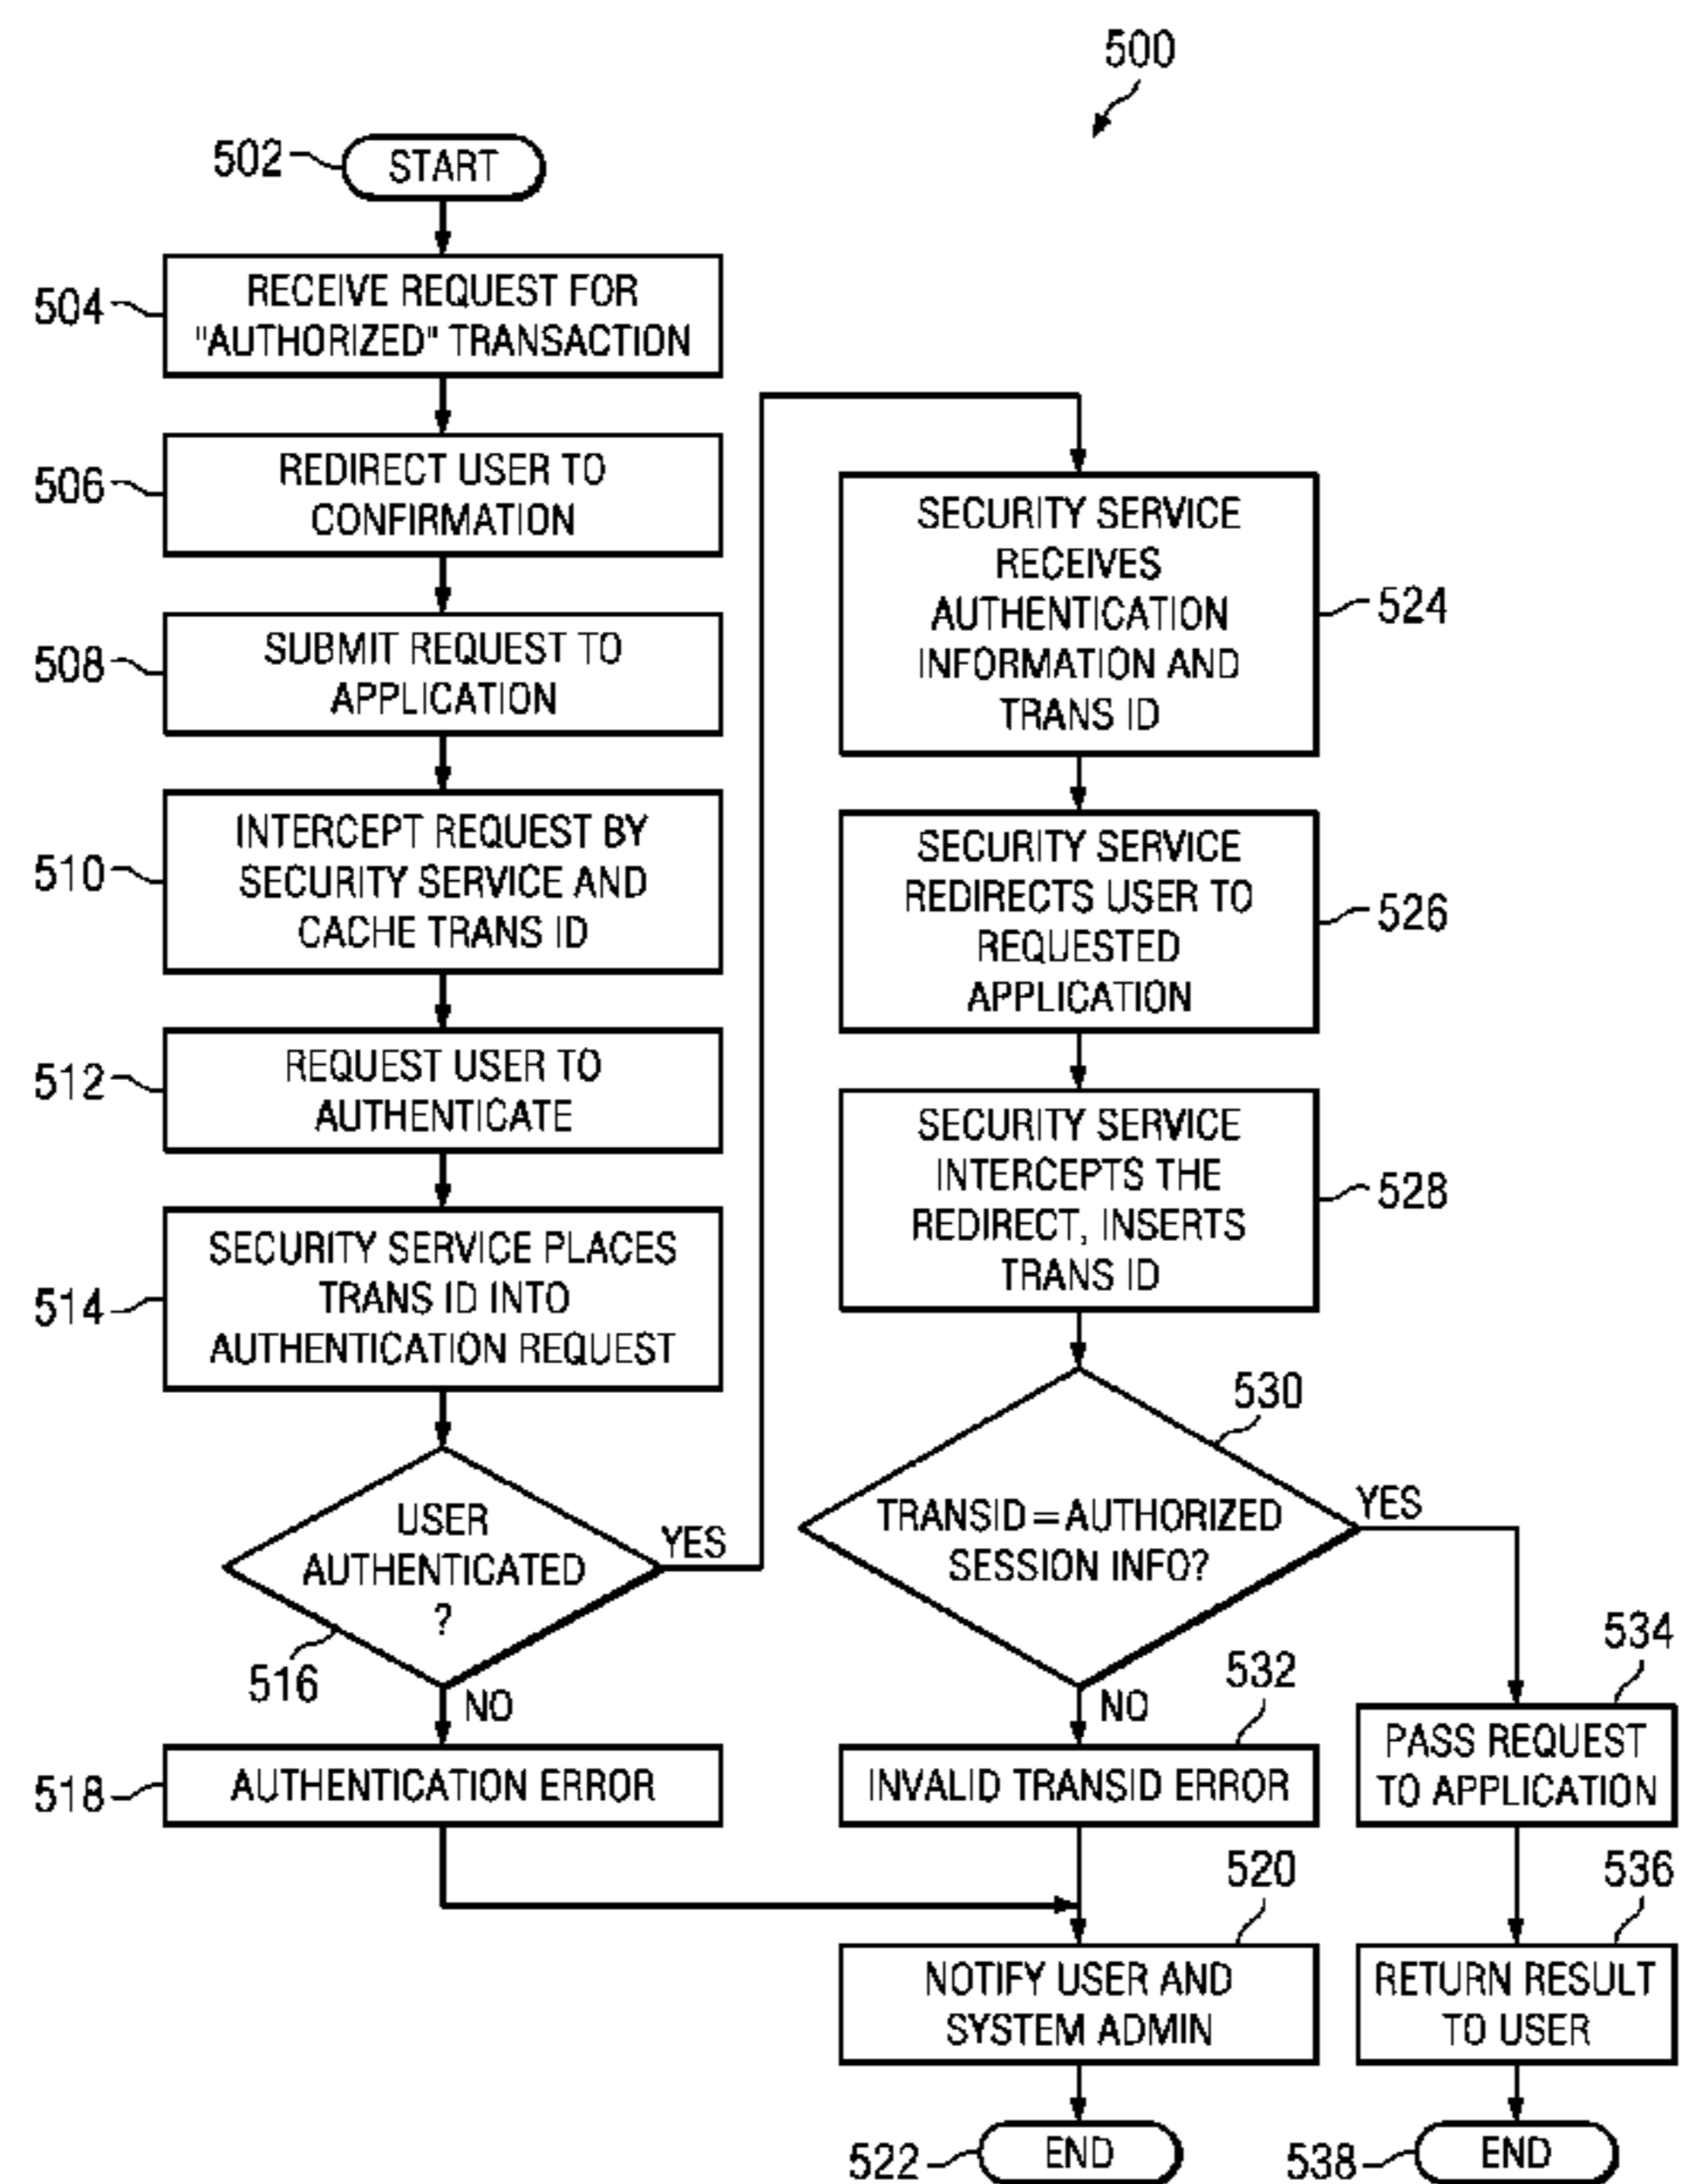 500
502
START
504
RECEIVE REQUEST FOR
"AUTHORIZED" TRANSACTION
506
REDIRECT USER TO
CONFIRMATION
508
SUBMIT REQUEST TO
APPLICATION
510
INTERCEPT REQUEST BY
SECURITY SERVICE AND
CACHE TRANS ID
512
REQUEST USER TO
AUTHENTICATE
514
SECURITY SERVICE PLACES
TRANS ID INTO
AUTHENTICATION REQUEST
USER
AUTHENTICATED
?
516
YES
NO
518
AUTHENTICATION ERROR
SECURITY SERVICE
RECEIVES
AUTHENTICATION
INFORMATION AND
TRANS ID
524
SECURITY SERVICE
REDIRECTS USER TO
REQUESTED
APPLICATION
526
SECURITY SERVICE
INTERCEPTS THE
REDIRECT, INSERTS
TRANS ID
528
530
TRANSID=AUTHORIZED
SESSION INFO?
YES
NO
532
INVALID TRANSID ERROR
520
NOTIFY USER AND
SYSTEM ADMIN
522
END
534
PASS REQUEST
TO APPLICATION
536
RETURN RESULT
TO USER
538
END